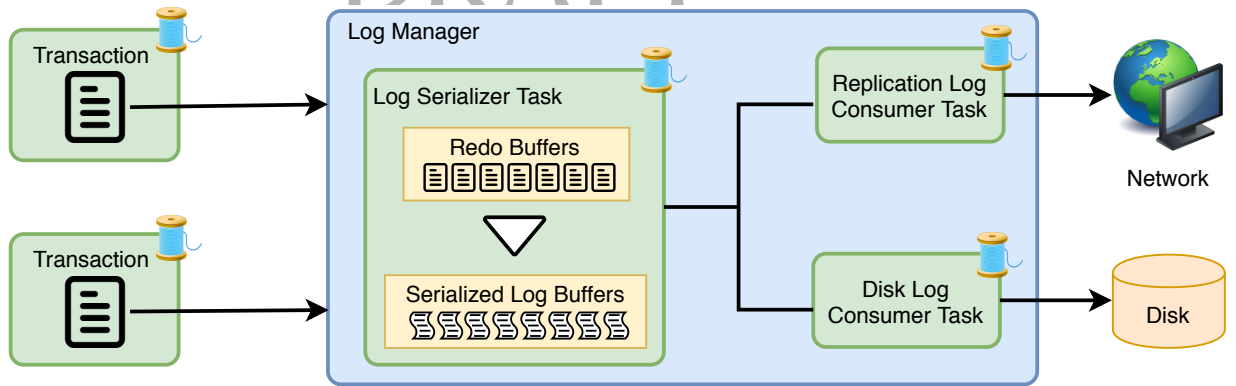 DRAFT
Transaction
Log Manager
Log Serializer Task
Redo Buffers
Serialized Log Buffers
Transaction
Replication Log
Consumer Task
Disk Log
Consumer Task
Network
Disk